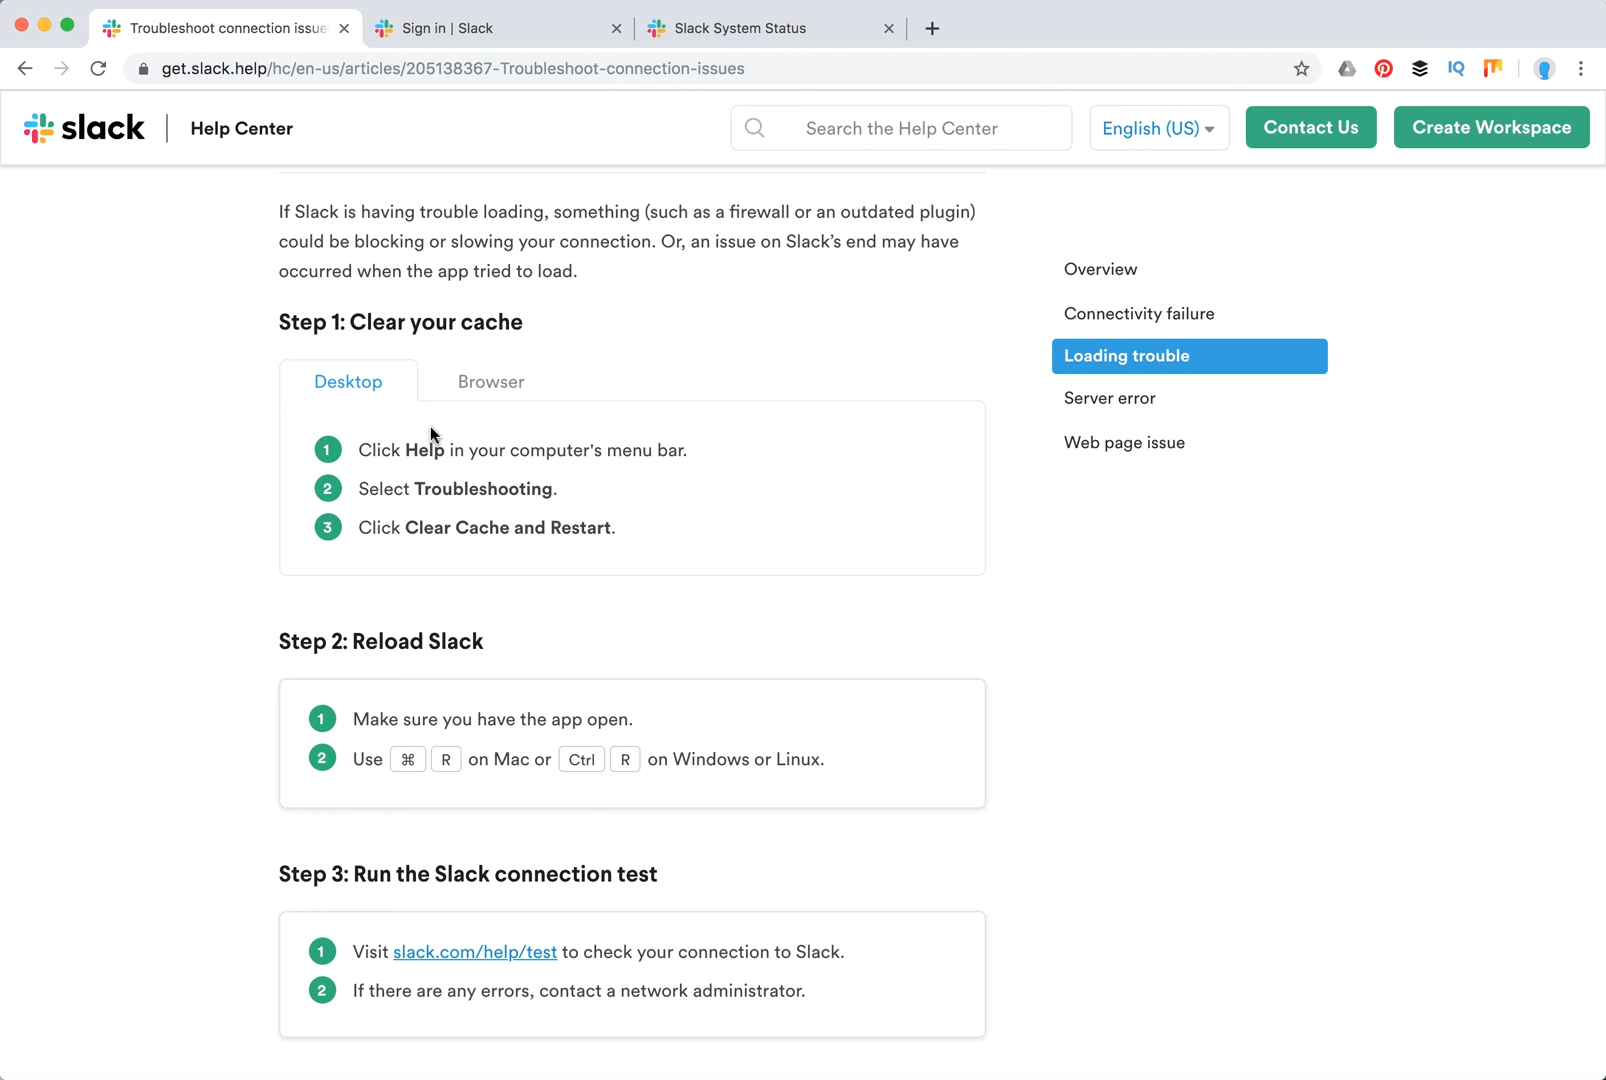 Troubleshoot connection issue
Sign in | Slack
Slack System Status
get.slack.help/hc/en-us/articles/205138367-Troubleshoot-connection-issues
IQ
slack
Help Center
Search the Help Center
English (US)
Contact Us
Create Workspace
If Slack is having trouble loading, something (such as a firewall or an outdated plugin)
could be blocking or slowing your connection. Or, an issue on Slack’s end may have
occurred when the app tried to load.
Step 1: Clear your cache
Desktop
Browser
1 Click Help in your computer's menu bar.
2 Select Troubleshooting.
3 Click Clear Cache and Restart.
Step 2: Reload Slack
1 Make sure you have the app open.
2 Use ⌘ R on Mac or Ctrl R on Windows or Linux.
Step 3: Run the Slack connection test
1 Visit slack.com/help/test to check your connection to Slack.
2 If there are any errors, contact a network administrator.
Overview
Connectivity failure
Loading trouble
Server error
Web page issue